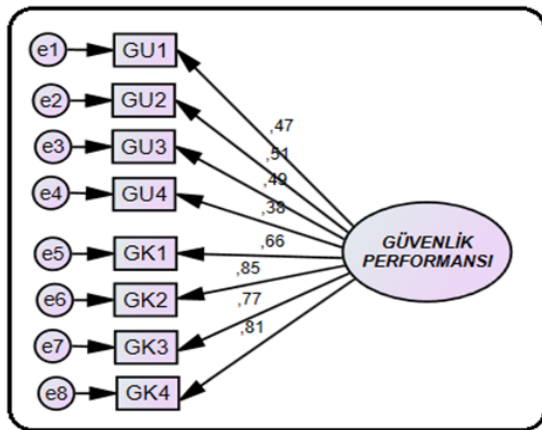 e1 GU1
e2 GU2
e3 GU3
e4 GU4
e5 GK1
e6 GK2
e7 GK3
e8 GK4
,47
,51
,49
,38
,66
,85
,77
,81
GÜVENLİK
PERFORMANSI